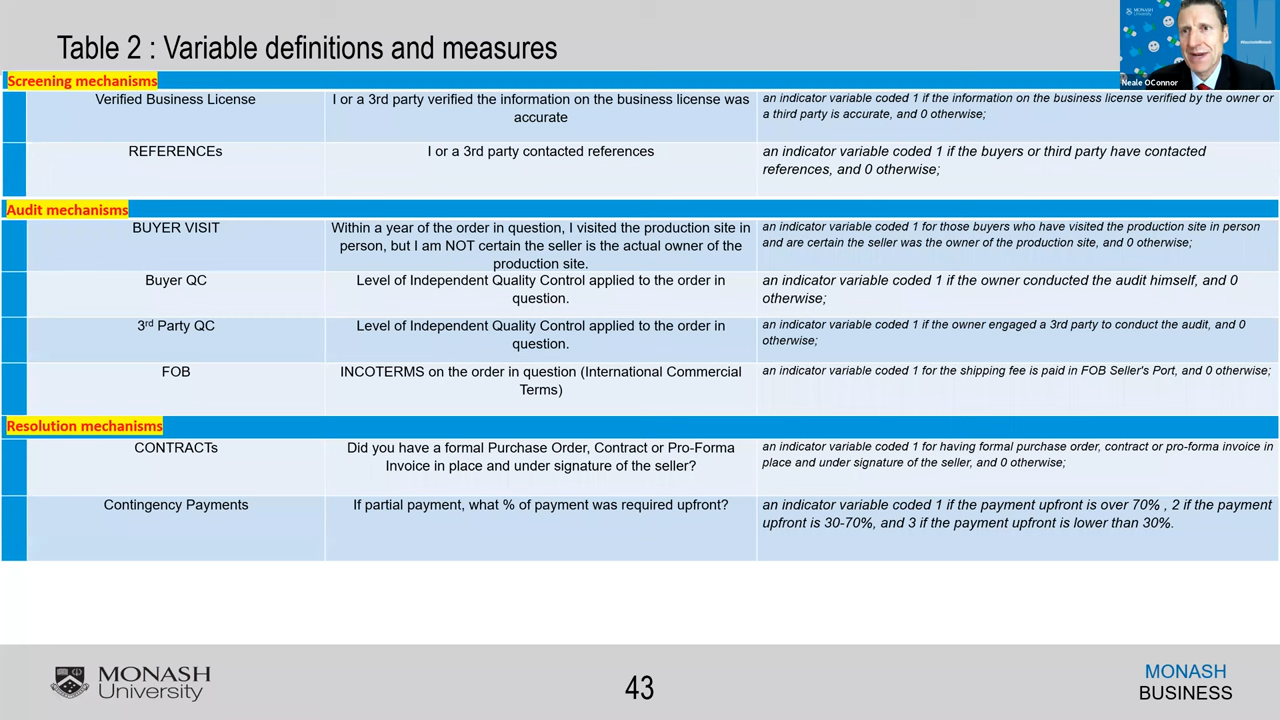 Table 2 : Variable definitions and measures
MONASH
University
Neale OConnor
Screening mechanisms
Verified Business License
I or a 3rd party verified the information on the business license was
accurate
an indicator variable coded 1 if the information on the business license verified by the owner or
a third party is accurate, and 0 otherwise;
REFERENCEs
I or a 3rd party contacted references
an indicator variable coded 1 if the buyers or third party have contacted
references, and 0 otherwise;
Audit mechanisms
BUYER VISIT
Within a year of the order in question, I visited the production site in
person, but I am NOT certain the seller is the actual owner of the
production site.
an indicator variable coded 1 for those buyers who have visited the production site in person
and are certain the seller was the owner of the production site, and 0 otherwise;
Buyer QC
Level of Independent Quality Control applied to the order in
question.
an indicator variable coded 1 if the owner conducted the audit himself, and 0
otherwise;
3rd Party QC
Level of Independent Quality Control applied to the order in
question.
an indicator variable coded 1 if the owner engaged a 3rd party to conduct the audit, and 0
otherwise;
FOB
INCOTERMS on the order in question (International Commercial
Terms)
an indicator variable coded 1 for the shipping fee is paid in FOB Seller's Port, and 0 otherwise;
Resolution mechanisms
CONTRACTs
Did you have a formal Purchase Order, Contract or Pro-Forma
Invoice in place and under signature of the seller?
an indicator variable coded 1 for having formal purchase order, contract or pro-forma invoice in
place and under signature of the seller, and 0 otherwise;
Contingency Payments
If partial payment, what % of payment was required upfront?
an indicator variable coded 1 if the payment upfront is over 70% , 2 if the payment
upfront is 30-70%, and 3 if the payment upfront is lower than 30%.
MONASH
University
43
MONASH
BUSINESS